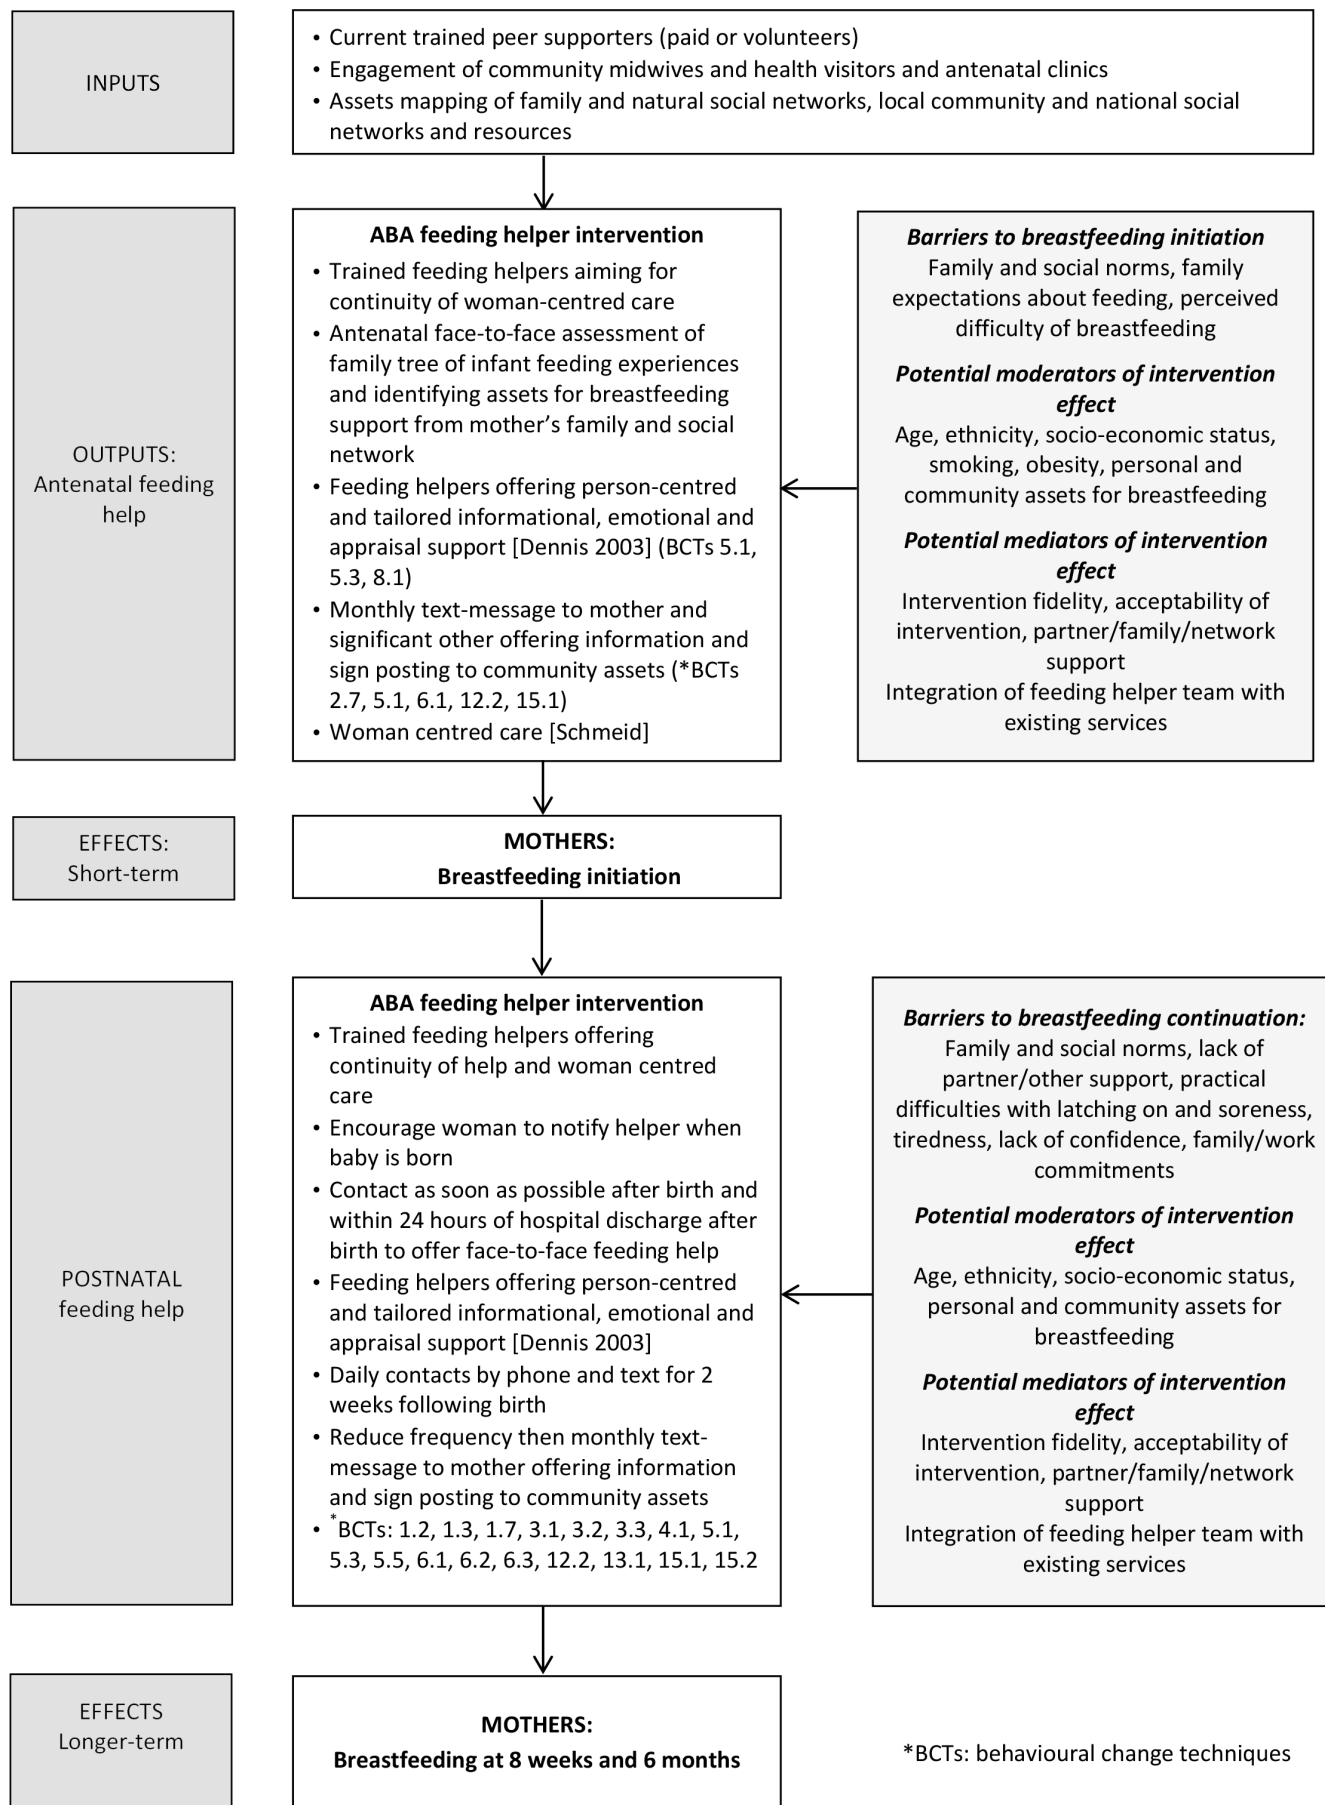 INPUTS
• Current trained peer supporters (paid or volunteers)
• Engagement of community midwives and health visitors and antenatal clinics
• Assets mapping of family and natural social networks, local community and national social
networks and resources
OUTPUTS:
Antenatal feeding
help
ABA feeding helper intervention
• Trained feeding helpers aiming for
continuity of woman-centred care
• Antenatal face-to-face assessment of
family tree of infant feeding experiences
and identifying assets for breastfeeding
support from mother’s family and social
network
• Feeding helpers offering person-centred
and tailored informational, emotional and
appraisal support [Dennis 2003] (BCTs 5.1,
5.3, 8.1)
• Monthly text-message to mother and
significant other offering information and
sign posting to community assets (*BCTs
2.7, 5.1, 6.1, 12.2, 15.1)
• Woman centred care [Schmeid]
Barriers to breastfeeding initiation
Family and social norms, family
expectations about feeding, perceived
difficulty of breastfeeding
Potential moderators of intervention
effect
Age, ethnicity, socio-economic status,
smoking, obesity, personal and
community assets for breastfeeding
Potential mediators of intervention
effect
Intervention fidelity, acceptability of
intervention, partner/family/network
support
Integration of feeding helper team with
existing services
EFFECTS:
Short-term
MOTHERS:
Breastfeeding initiation
POSTNATAL
feeding help
ABA feeding helper intervention
• Trained feeding helpers offering
continuity of help and woman centred
care
• Encourage woman to notify helper when
baby is born
• Contact as soon as possible after birth and
within 24 hours of hospital discharge after
birth to offer face-to-face feeding help
• Feeding helpers offering person-centred
and tailored informational, emotional and
appraisal support [Dennis 2003]
• Daily contacts by phone and text for 2
weeks following birth
• Reduce frequency then monthly text-
message to mother offering information
and sign posting to community assets
• *BCTs: 1.2, 1.3, 1.7, 3.1, 3.2, 3.3, 4.1, 5.1,
5.3, 5.5, 6.1, 6.2, 6.3, 12.2, 13.1, 15.1, 15.2
Barriers to breastfeeding continuation:
Family and social norms, lack of
partner/other support, practical
difficulties with latching on and soreness,
tiredness, lack of confidence, family/work
commitments
Potential moderators of intervention
effect
Age, ethnicity, socio-economic status,
personal and community assets for
breastfeeding
Potential mediators of intervention
effect
Intervention fidelity, acceptability of
intervention, partner/family/network
support
Integration of feeding helper team with
existing services
EFFECTS
Longer-term
MOTHERS:
Breastfeeding at 8 weeks and 6 months
*BCTs: behavioural change techniques